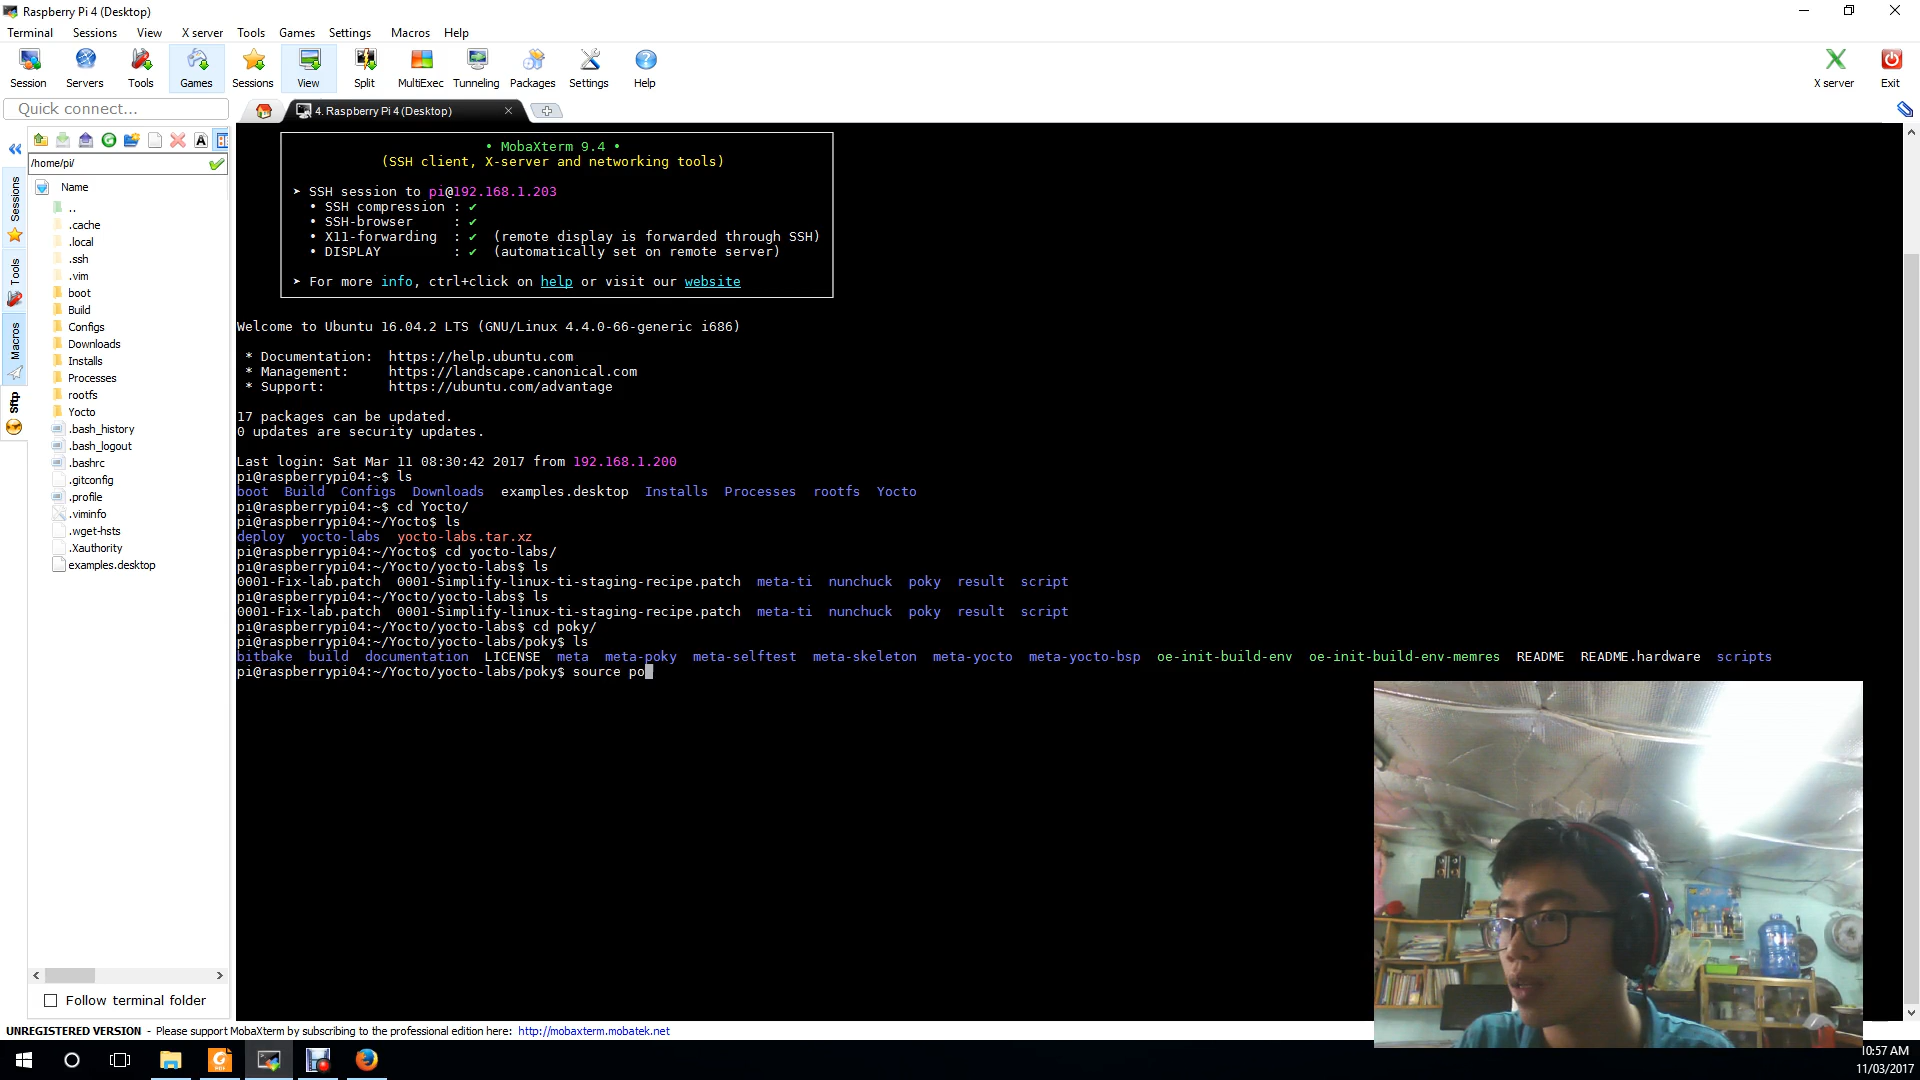 Raspberry Pi 4 (Desktop)
Terminal Sessions View X server Tools Games Settings Macros Help
Session Servers Tools Games Sessions View Split MultiExec Tunneling Packages Settings Help X server Exit
Quick connect...
4. Raspberry Pi 4 (Desktop)
/home/pi/
Name
..
.cache
.local
.ssh
.vim
boot
Build
Configs
Downloads
Installs
Processes
rootfs
Yocto
.bash_history
.bash_logout
.bashrc
.gitconfig
.profile
.viminfo
.wget-hsts
.Xauthority
examples.desktop
Sessions
Tools
Macros
Sftp
Follow terminal folder
• MobaXterm 9.4 •
(SSH client, X-server and networking tools)
➤ SSH session to pi@192.168.1.203
• SSH compression : ✔
• SSH-browser : ✔
• X11-forwarding : ✔ (remote display is forwarded through SSH)
• DISPLAY : ✔ (automatically set on remote server)
➤ For more info, ctrl+click on help or visit our website
Welcome to Ubuntu 16.04.2 LTS (GNU/Linux 4.4.0-66-generic i686)
* Documentation: https://help.ubuntu.com
* Management: https://landscape.canonical.com
* Support: https://ubuntu.com/advantage
17 packages can be updated.
0 updates are security updates.
Last login: Sat Mar 11 08:30:42 2017 from 192.168.1.200
pi@raspberrypi04:~$ ls
boot Build Configs Downloads examples.desktop Installs Processes rootfs Yocto
pi@raspberrypi04:~$ cd Yocto/
pi@raspberrypi04:~/Yocto$ ls
deploy yocto-labs yocto-labs.tar.xz
pi@raspberrypi04:~/Yocto$ cd yocto-labs/
pi@raspberrypi04:~/Yocto/yocto-labs$ ls
0001-Fix-lab.patch 0001-Simplify-linux-ti-staging-recipe.patch meta-ti nunchuck poky result script
pi@raspberrypi04:~/Yocto/yocto-labs$ ls
0001-Fix-lab.patch 0001-Simplify-linux-ti-staging-recipe.patch meta-ti nunchuck poky result script
pi@raspberrypi04:~/Yocto/yocto-labs$ cd poky/
pi@raspberrypi04:~/Yocto/yocto-labs/poky$ ls
bitbake build documentation LICENSE meta meta-poky meta-selftest meta-skeleton meta-yocto meta-yocto-bsp oe-init-build-env oe-init-build-env-memres README README.hardware scripts
pi@raspberrypi04:~/Yocto/yocto-labs/poky$ source po
UNREGISTERED VERSION - Please support MobaXterm by subscribing to the professional edition here: http://mobaxterm.mobatek.net
10:57 AM
11/03/2017